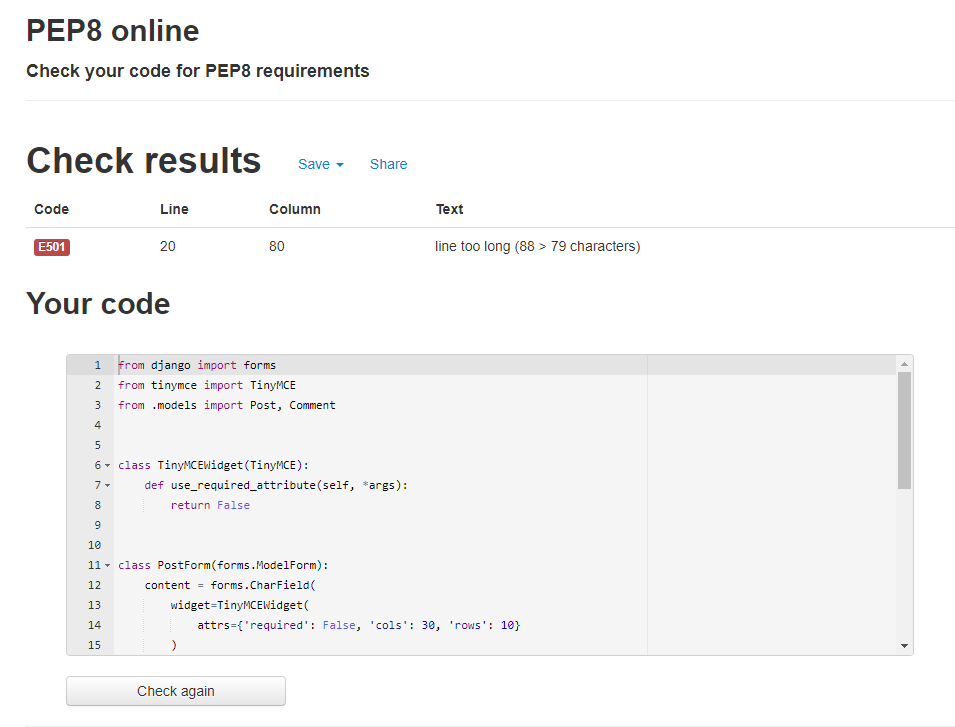 PEP8 online
Check your code for PEP8 requirements
Check results Save Share
Code Line Column Text
E501 20 80 line too long (88 > 79 characters)
Your code
1 from django import forms
2 from tinymce import TinyMCE
3 from .models import Post, Comment
4
5
6 class TinyMCEWidget(TinyMCE):
7 def use_required_attribute(self, *args):
8 return False
9
10
11 class PostForm(forms.ModelForm):
12 content = forms.CharField(
13 widget=TinyMCEWidget(
14 attrs={'required': False, 'cols': 30, 'rows': 10}
15 )
Check again